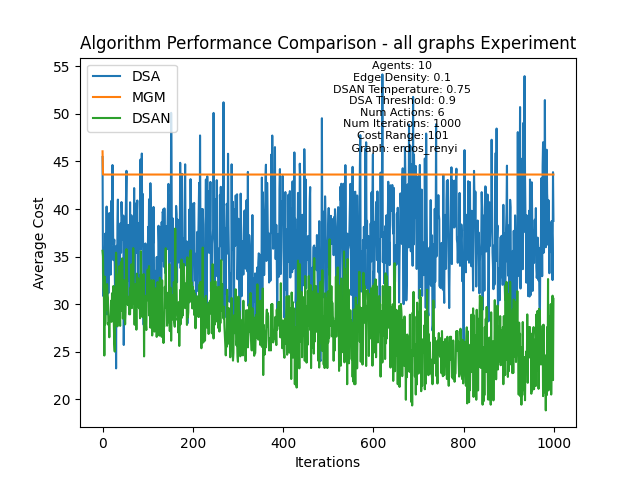 Algorithm Performance Comparison - all graphs Experiment
DSA
MGM
DSAN
Agents: 10
Edge Density: 0.1
DSAN Temperature: 0.75
DSA Threshold: 0.9
Num Actions: 6
Num Iterations: 1000
Cost Range: 101
Graph: erdos_renyi
55
50
45
40
35
30
25
20
Average Cost
0
200
400
600
800
1000
Iterations